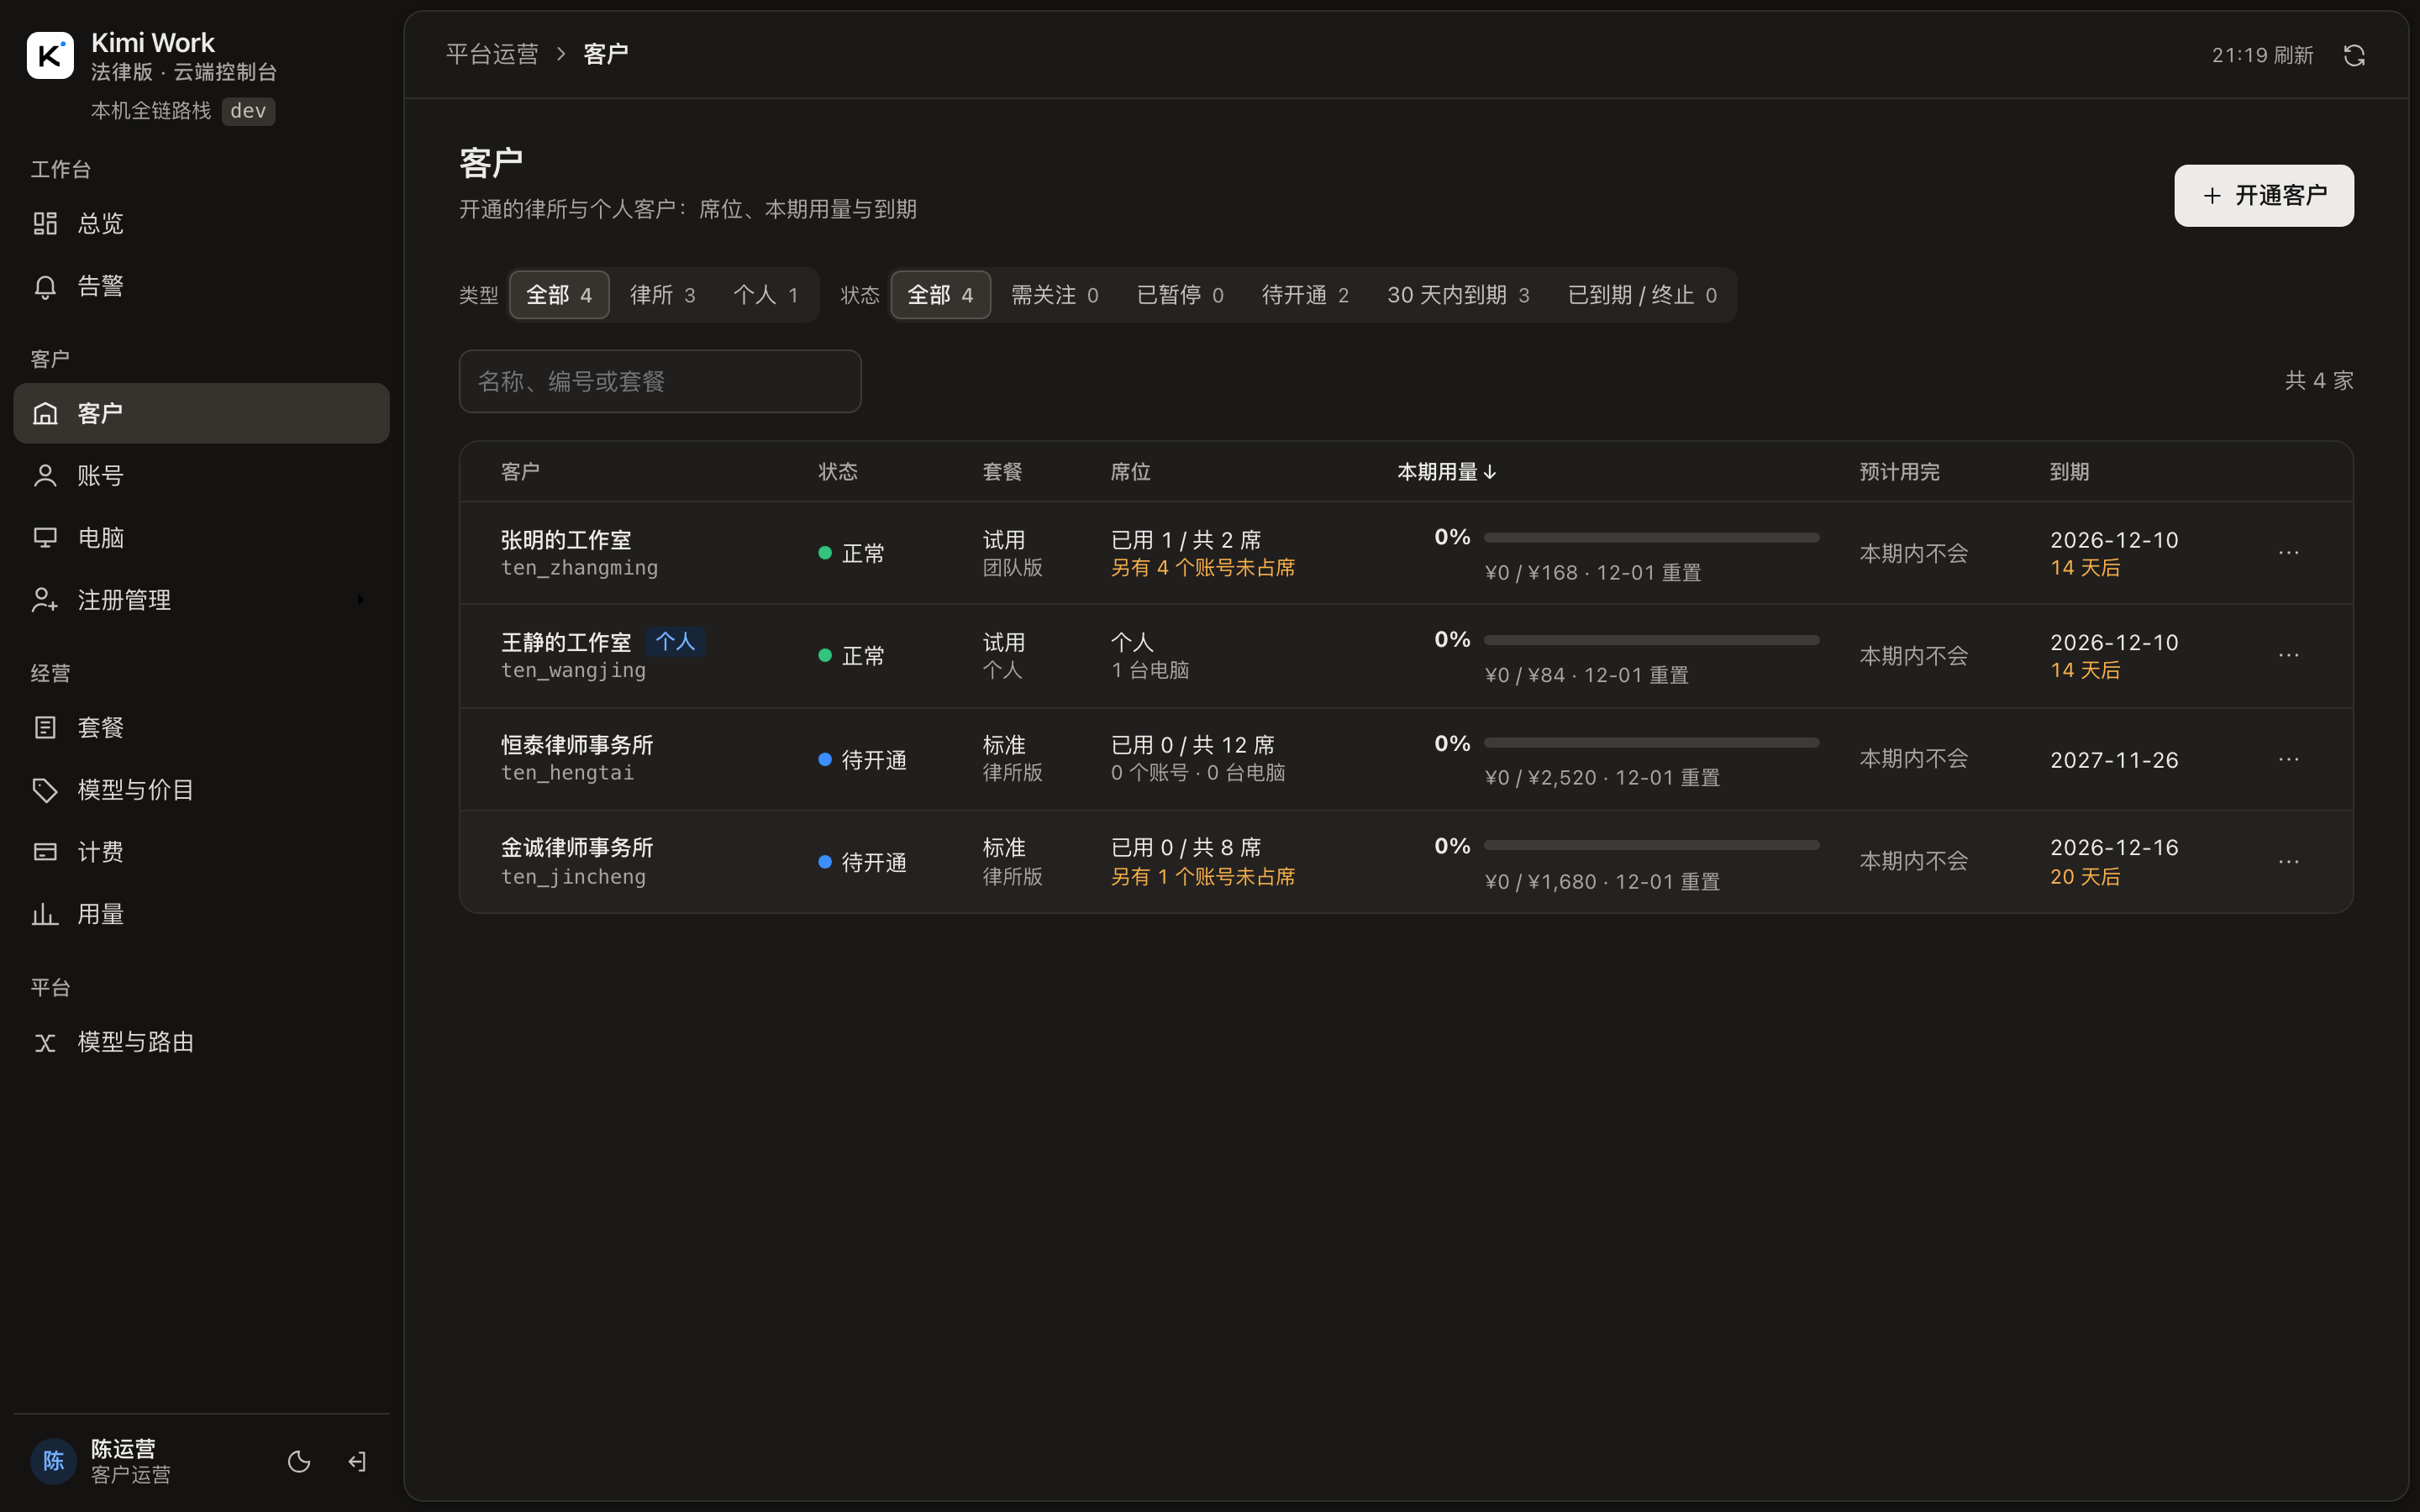 Kimi Work
法律版 · 云端控制台
本机全链路栈 dev
工作台
总览
告警
客户
客户
账号
电脑
注册管理
经营
套餐
模型与价目
计费
用量
平台
模型与路由
陈 陈运营
客户运营
平台运营 > 客户
21:19 刷新
客户
开通的律所与个人客户：席位、本期用量与到期
+ 开通客户
类型 全部 4 律所 3 个人 1 状态 全部 4 需关注 0 已暂停 0 待开通 2 30 天内到期 3 已到期 / 终止 0
名称、编号或套餐
共 4 家
客户 状态 套餐 席位 本期用量↓ 预计用完 到期
张明的工作室 正常 试用 已用 1 / 共 2 席 0% 本期内不会 2026-12-10 ···
ten_zhangming 团队版 另有 4 个账号未占席 ¥0 / ¥168 · 12-01 重置 14 天后
王静的工作室 个人 正常 试用 个人 0% 本期内不会 2026-12-10 ···
ten_wangjing 个人 1 台电脑 ¥0 / ¥84 · 12-01 重置 14 天后
恒泰律师事务所 待开通 标准 已用 0 / 共 12 席 0% 本期内不会 2027-11-26 ···
ten_hengtai 律所版 0 个账号 · 0 台电脑 ¥0 / ¥2,520 · 12-01 重置
金诚律师事务所 待开通 标准 已用 0 / 共 8 席 0% 本期内不会 2026-12-16 ···
ten_jincheng 律所版 另有 1 个账号未占席 ¥0 / ¥1,680 · 12-01 重置 20 天后